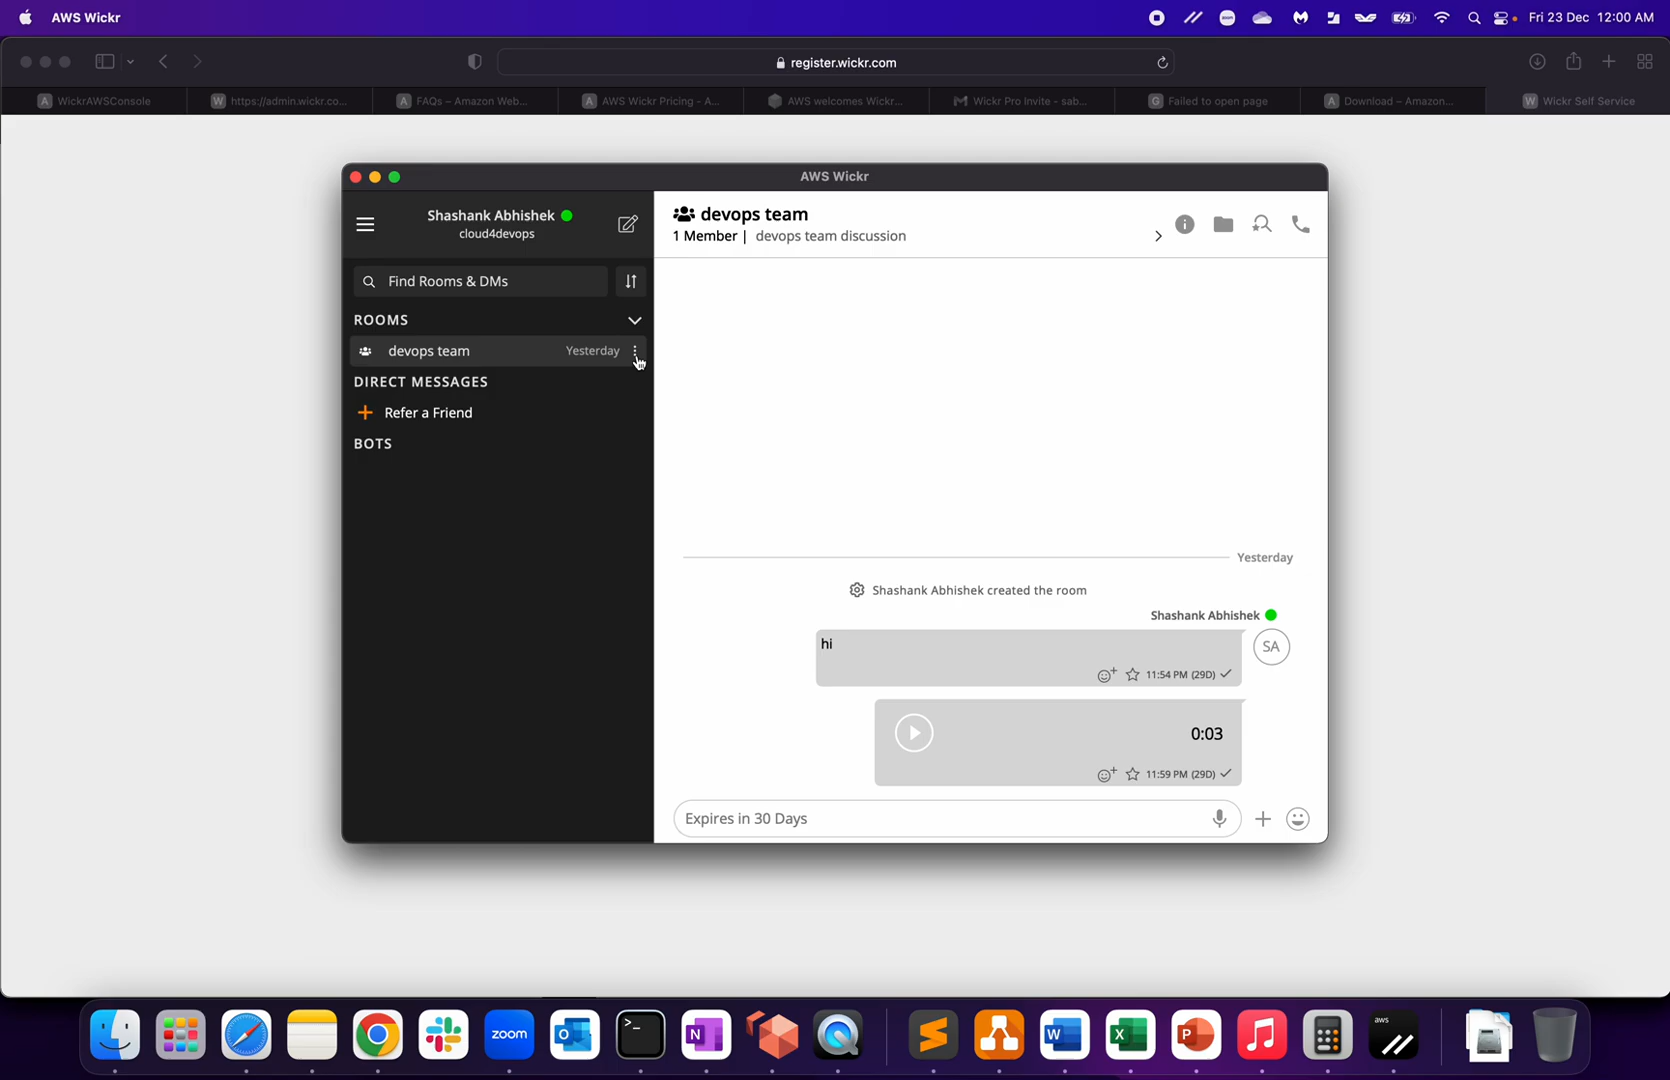 AWS Wickr
Fri 23 Dec 12:00 AM
register.wickr.com
A WickrAWSConsole
W https://admin.wickr.co...
A FAQs – Amazon Web...
A AWS Wickr Pricing - A...
AWS welcomes Wickr...
Wickr Pro Invite - sab...
G Failed to open page
A Download – Amazon...
W Wickr Self Service
AWS Wickr
Shashank Abhishek
cloud4devops
Find Rooms & DMs
ROOMS
devops team Yesterday
DIRECT MESSAGES
Refer a Friend
BOTS
devops team
1 Member | devops team discussion
Yesterday
Shashank Abhishek created the room
Shashank Abhishek
hi
SA
11:54 PM (29D)
0:03
11:59 PM (29D)
Expires in 30 Days
zoom
O
N
W
X
P
aws